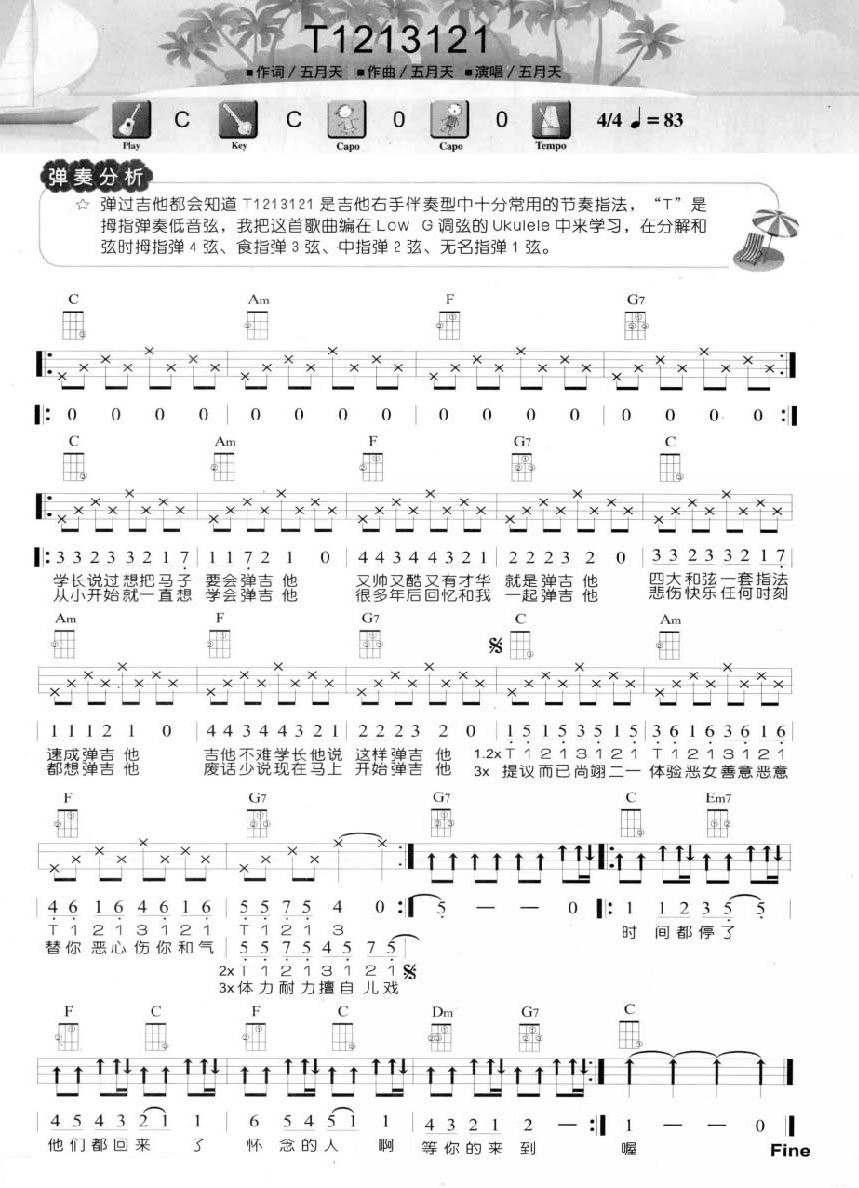 T1213121
■作词/五月天 ■作曲/五月天 ■演唱/五月天
C C 0 0 4/4 ♩=83
Play Key Capo Capo Tempo
弹奏分析
☆ 弹过吉他都会知道T1213121是吉他右手伴奏型中十分常用的节奏指法，“T”是
拇指弹奏低音弦，我把这首歌曲编在Low G调弦的Ukulele中来学习，在分解和
弦时拇指弹4弦、食指弹3弦、中指弹2弦、无名指弹1弦。
C Am F G7
0 0 0 0 | 0 0 0 0 | 0 0 0 0 | 0 0 0 0
C Am F G7 C
3 3 2 3 3 2 1 7 | 1 1 7 2 1 0 | 4 4 3 4 4 3 2 1 | 2 2 2 3 2 0 | 3 3 2 3 3 2 1 7
学长说过想把马子 要会弹吉 他 又帅又酷又有才华 就是弹吉 他 四大和弦一套指法
从小开始就一直想 学会弹吉 他 很多年后回忆和我 一起弹吉 他 悲伤快乐任何时刻
Am F G7 C Am
1 1 1 2 1 0 | 4 4 3 4 4 3 2 1 | 2 2 2 3 2 0 | 1 5 1 5 3 5 1 5 | 3 6 1 6 3 6 1 6
速成弹吉 他 吉他不难学长他说 这样弹吉 他 1.2x T 1 2 1 3 1 2 1 T 1 2 1 3 1 2 1
都想弹吉 他 废话少说现在马上 开始弹吉 他 3x 提议而已尚翊二一 体验恶女善意恶意
F G7 G7 C Em7
4 6 1 6 4 6 1 6 | 5 5 7 5 4 0 :| 5 — — 0 |: 1 1 2 3 5 5
T 1 2 1 3 1 2 1 T 1 2 1 3 时 间都停了
替你恶心伤你和气 5 5 7 5 4 5 7 5
2x T 1 2 1 3 1 2 1
3x 体力耐力擅自儿戏
F C F C Dm G7 C
4 5 4 3 2 1 1 | 6 5 4 5 1 1 | 4 3 2 1 2 — :| 1 — — 0
他们都回来 了 怀 念的人 啊 等你的来 到 喔 Fine